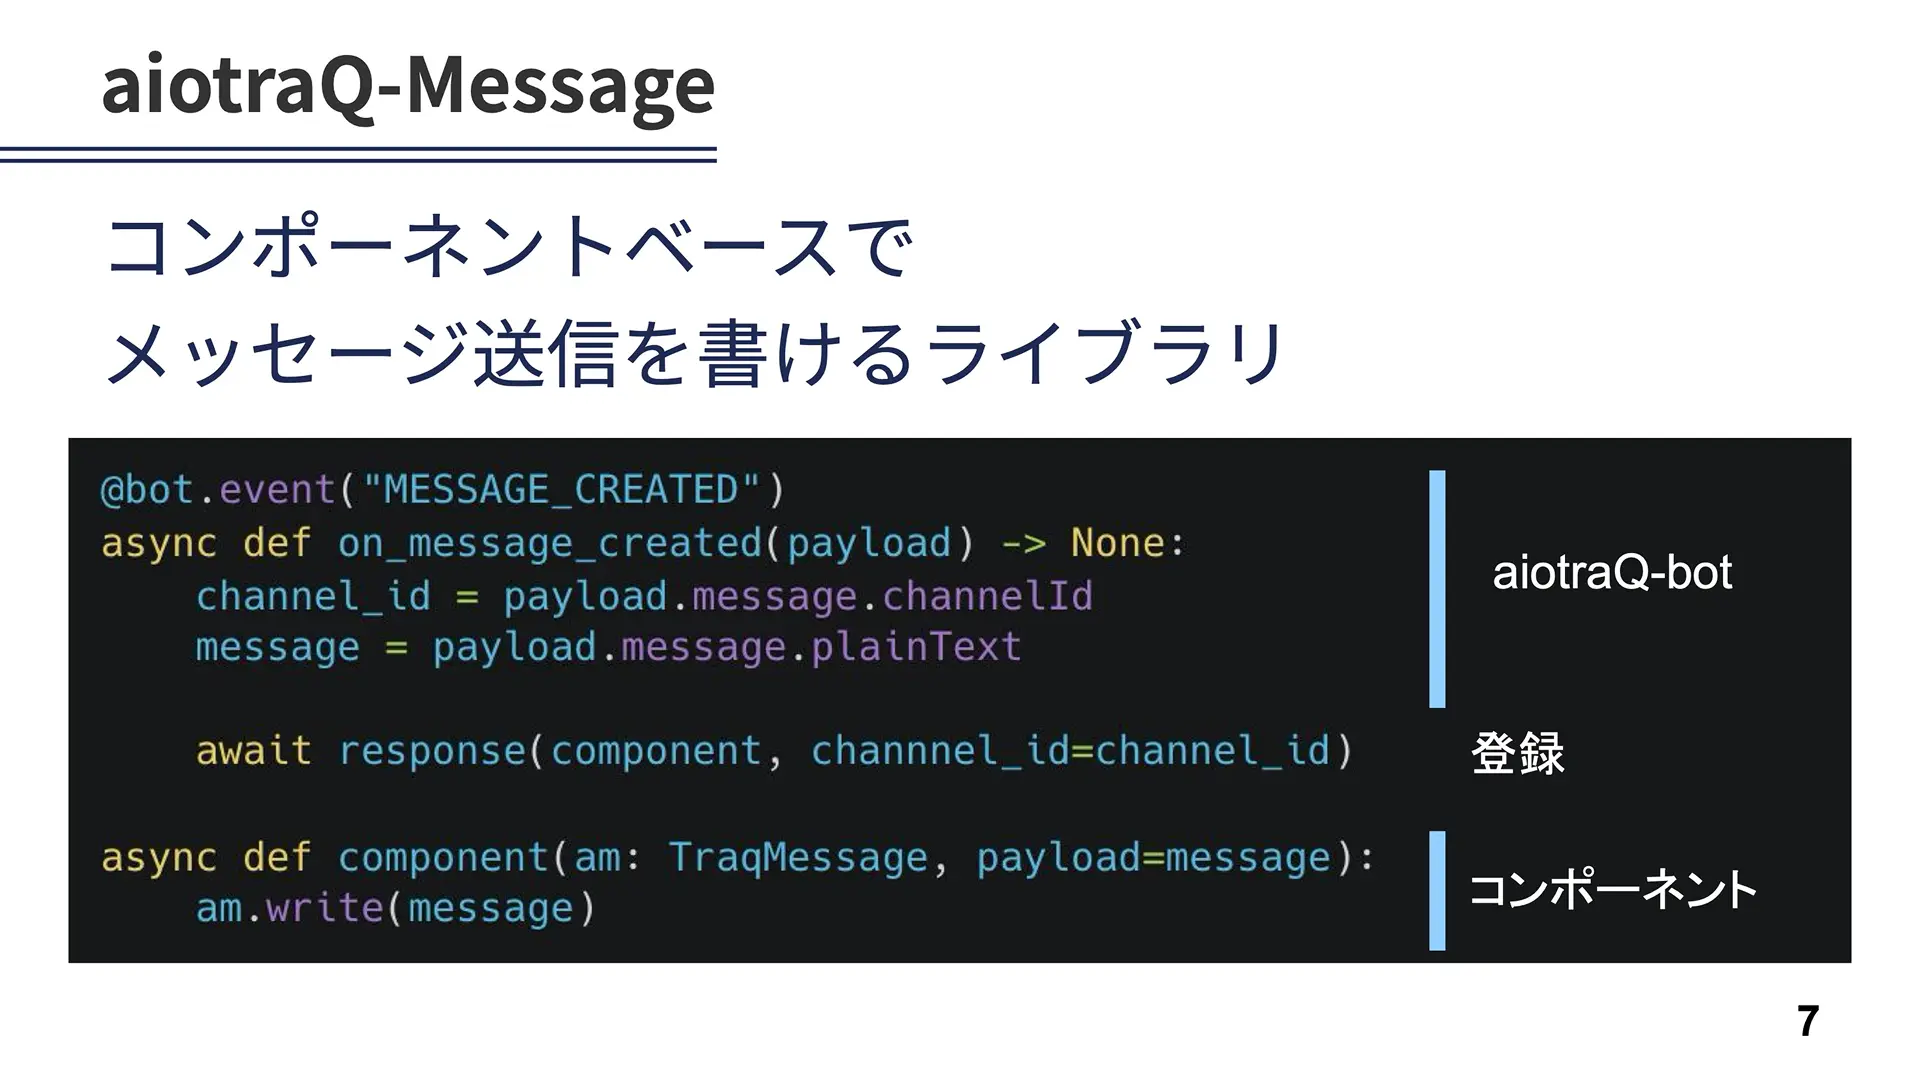 aiotraQ-Message
コンポーネントベースで
メッセージ送信を書けるライブラリ
@bot.event("MESSAGE_CREATED")
async def on_message_created(payload) -> None:
    channel_id = payload.message.channelId
    message = payload.message.plainText
aiotraQ-bot
    await response(component, channnel_id=channel_id)
登録
async def component(am: TraqMessage, payload=message):
    am.write(message)
コンポーネント
7